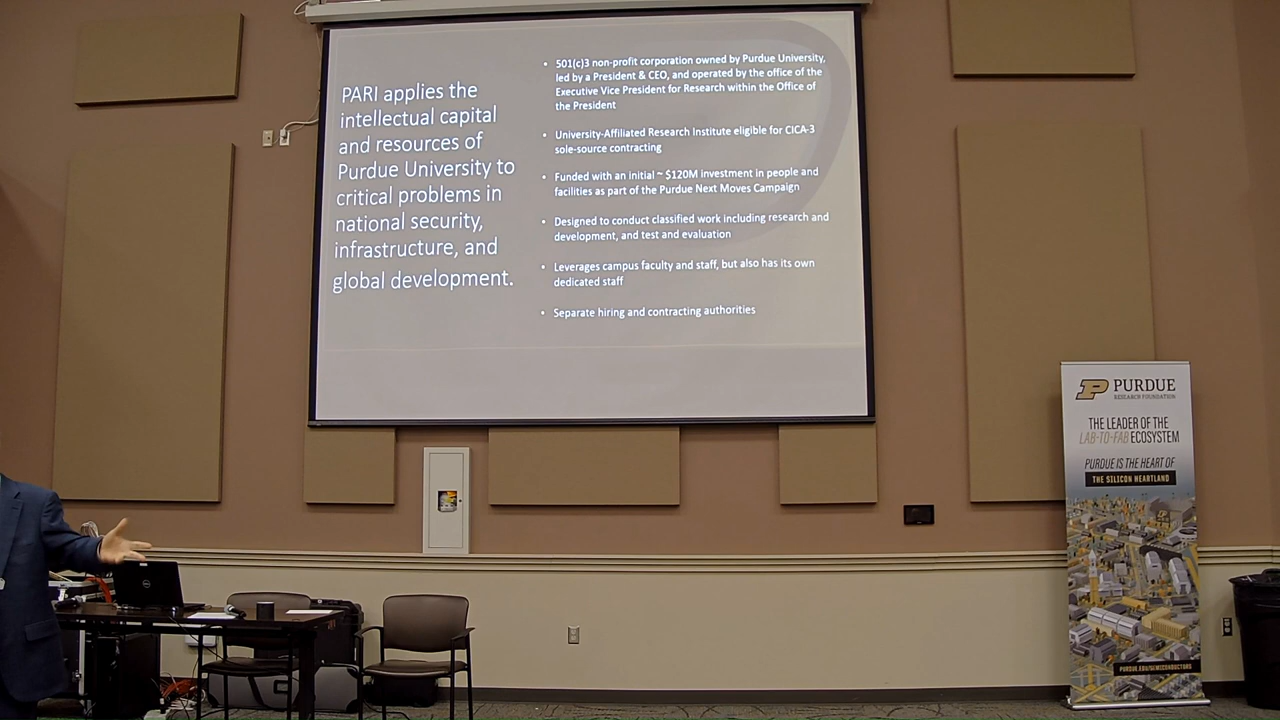 PARI applies the
intellectual capital
and resources of
Purdue University to
critical problems in
national security,
infrastructure, and
global development.
• 501(c)3 non-profit corporation owned by Purdue University,
led by a President & CEO, and operated by the office of the
Executive Vice President for Research within the Office of
the President
• University-Affiliated Research Institute eligible for CICA-3
sole-source contracting
• Funded with an initial ~ $120M investment in people and
facilities as part of the Purdue Next Moves Campaign
• Designed to conduct classified work including research and
development, and test and evaluation
• Leverages campus faculty and staff, but also has its own
dedicated staff
• Separate hiring and contracting authorities
P PURDUE
RESEARCH FOUNDATION
THE LEADER OF THE
LAB-TO-FAB ECOSYSTEM
PURDUE IS THE HEART OF
THE SILICON HEARTLAND
PURDUE.EDU/SEMICONDUCTORS